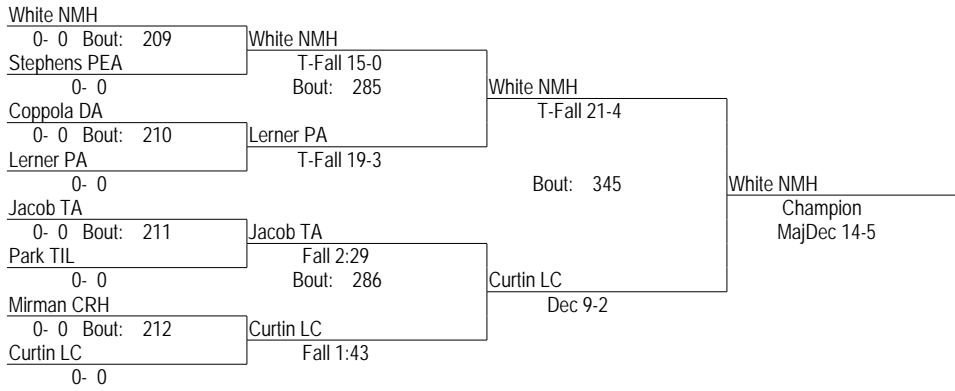 White NMH
0- 0 Bout: 209
White NMH
Stephens PEA
T-Fall 15-0
0- 0
Bout: 285
White NMH
Coppola DA
T-Fall 21-4
0- 0 Bout: 210
Lerner PA
Lerner PA
T-Fall 19-3
0- 0
Bout: 345
White NMH
Jacob TA
Champion
0- 0 Bout: 211
Jacob TA
MajDec 14-5
Park TIL
Fall 2:29
0- 0
Bout: 286
Curtin LC
Mirman CRH
Dec 9-2
0- 0 Bout: 212
Curtin LC
Curtin LC
Fall 1:43
0- 0